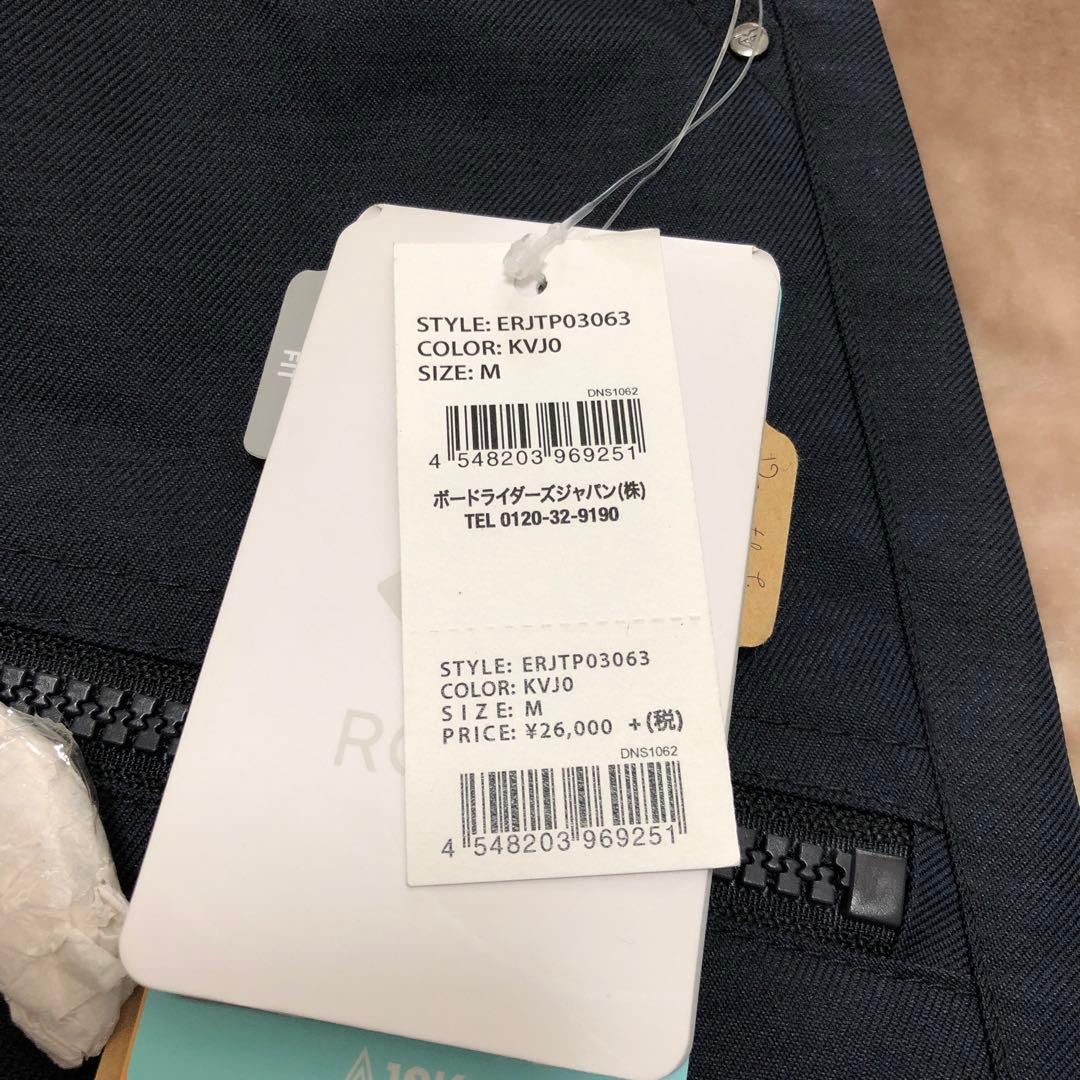 STYLE: ERJTP03063
COLOR: KVJ0
SIZE: M
DNS1062
4 548203 969251
ボードライダーズジャパン(株)
TEL 0120-32-9190
STYLE: ERJTP03063
COLOR: KVJ0
SIZE: M
PRICE: ¥26,000 +(税)
DNS1062
4 548203 969251
FIT
10K